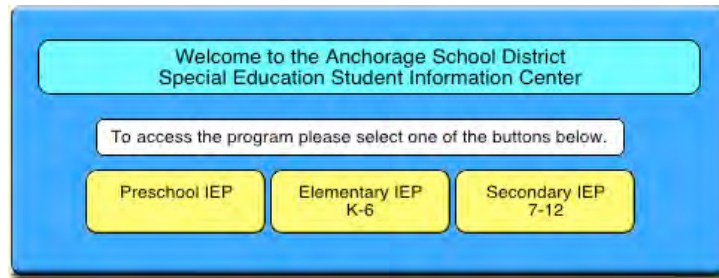 Welcome to the Anchorage School District
Special Education Student Information Center
To access the program please select one of the buttons below.
Preschool IEP
Elementary IEP
K-6
Secondary IEP
7-12